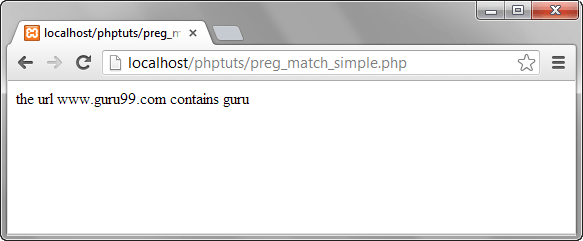 localhost/phptuts/preg_m
localhost/phptuts/preg_match_simple.php
the url www.guru99.com contains guru